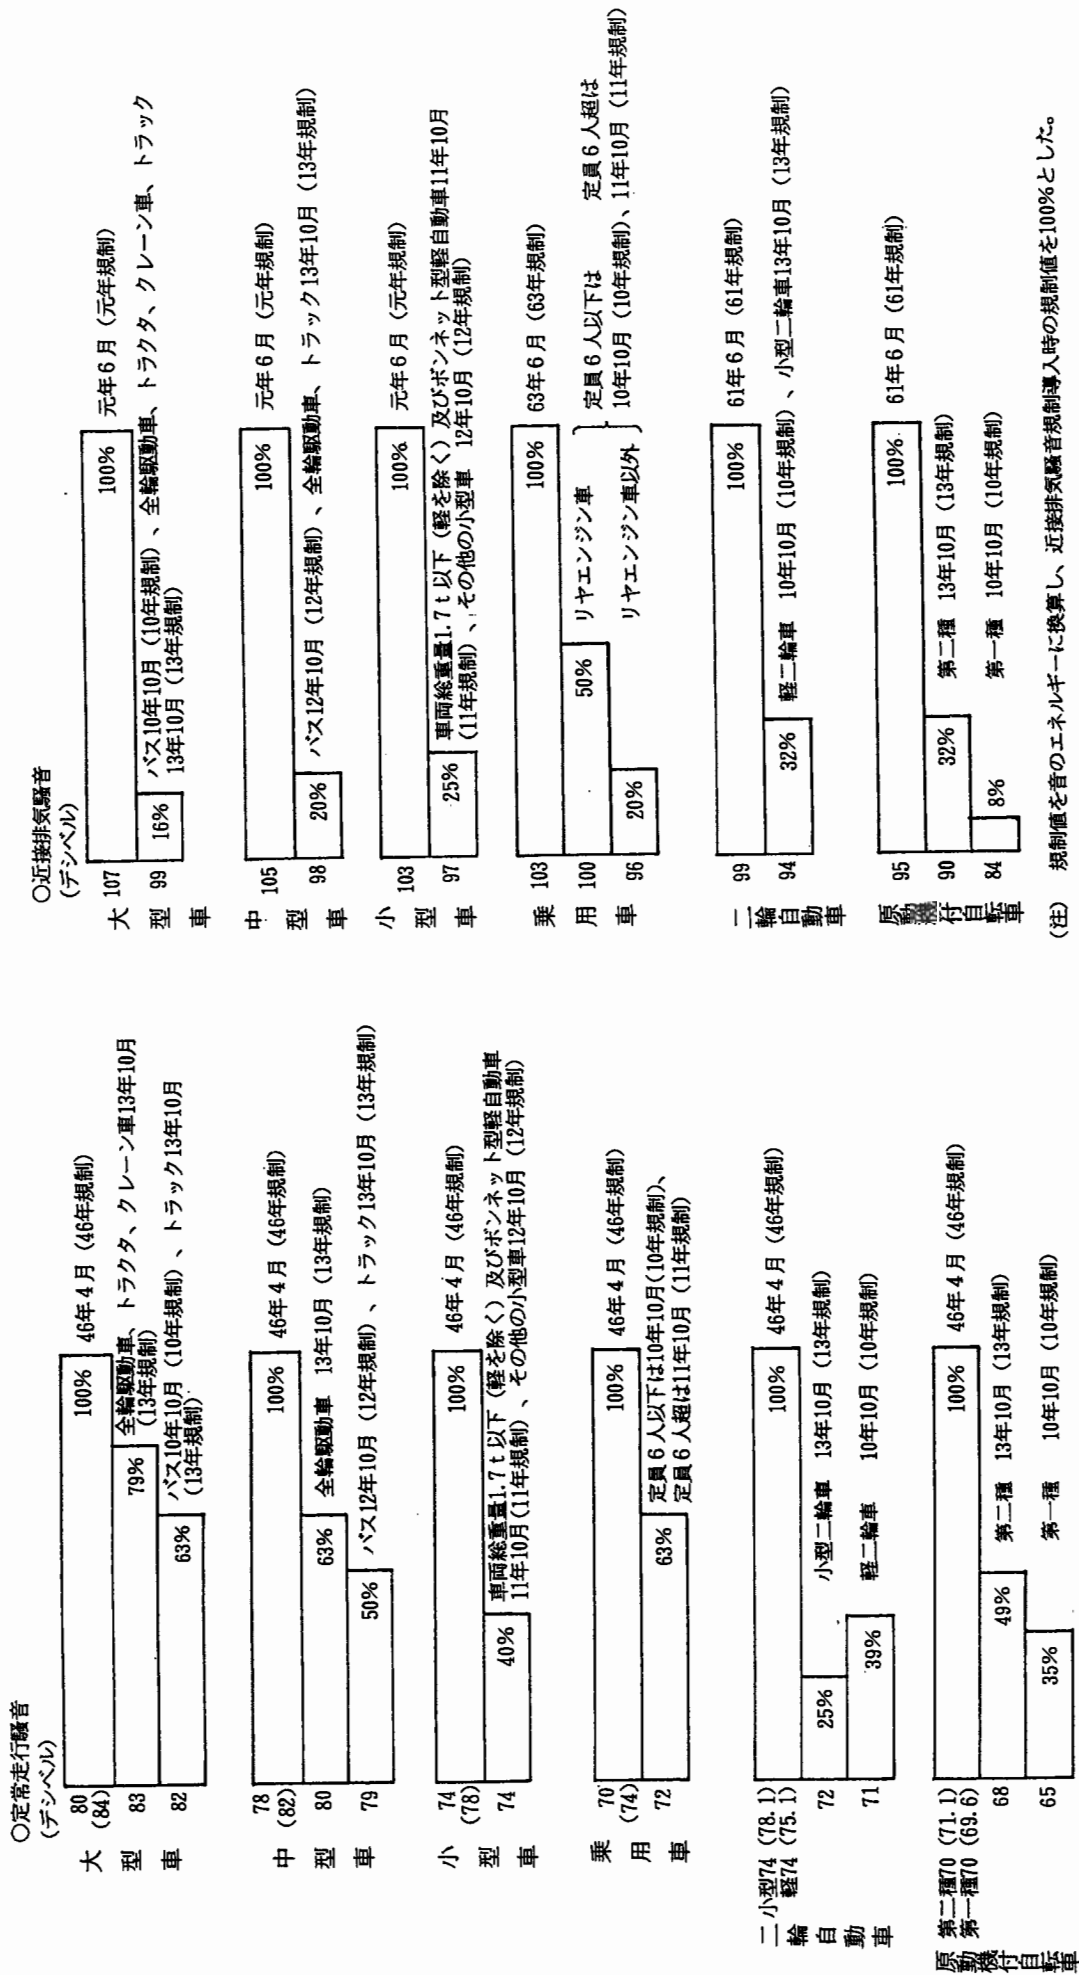 ○定常走行騒音
(デシベル)
大型車
80
(84)
100%
46年4月(46年規制)
83
79%
全輪駆動車、トラクタ、クレーン車13年10月
(13年規制)
82
63%
バス10年10月(10年規制)、トラック13年10月
(13年規制)
中型車
78
(82)
100%
46年4月(46年規制)
80
63%
全輪駆動車 13年10月(13年規制)
79
50%
バス12年10月(12年規制)、トラック13年10月(13年規制)
小型車
74
(78)
100%
46年4月(46年規制)
74
40%
車両総重量1.7t以下(軽を除く)及びボンネット型軽自動車
11年10月(11年規制)、その他の小型車12年10月(12年規制)
乗用車
70
(74)
100%
46年4月(46年規制)
72
63%
定員6人以下は10年10月(10年規制)、
定員6人超は11年10月(11年規制)
二輪自動車
小型74(78.1)
軽74(75.1)
100%
46年4月(46年規制)
72
25%
小型二輪車 13年10月(13年規制)
71
39%
軽二輪車 10年10月(10年規制)
原動機付自転車
第二種70(71.1)
第一種70(69.6)
100%
46年4月(46年規制)
68
49%
第二種 13年10月(13年規制)
65
35%
第一種 10年10月(10年規制)
○近接排気騒音
(デシベル)
大型車
107
100%
元年6月(元年規制)
99
16%
バス10年10月(10年規制)、全輪駆動車、トラクタ、クレーン車、トラック
13年10月(13年規制)
中型車
105
100%
元年6月(元年規制)
98
20%
バス12年10月(12年規制)、全輪駆動車、トラック13年10月(13年規制)
小型車
103
100%
元年6月(元年規制)
97
25%
車両総重量1.7t以下(軽を除く)及びボンネット型軽自動車11年10月
(11年規制)、その他の小型車 12年10月(12年規制)
乗用車
103
100%
63年6月(63年規制)
100
50%
リヤエンジン車
96
20%
リヤエンジン車以外
定員6人以下は 定員6人超は
10年10月(10年規制)、11年10月(11年規制)
二輪自動車
99
100%
61年6月(61年規制)
94
32%
軽二輪車 10年10月(10年規制)、小型二輪車13年10月(13年規制)
原動機付自転車
95
100%
61年6月(61年規制)
90
32%
第二種 13年10月(13年規制)
84
8%
第一種 10年10月(10年規制)
(注) 規制値を音のエネルギーに換算し、近接排気騒音規制導入時の規制値を100%とした。